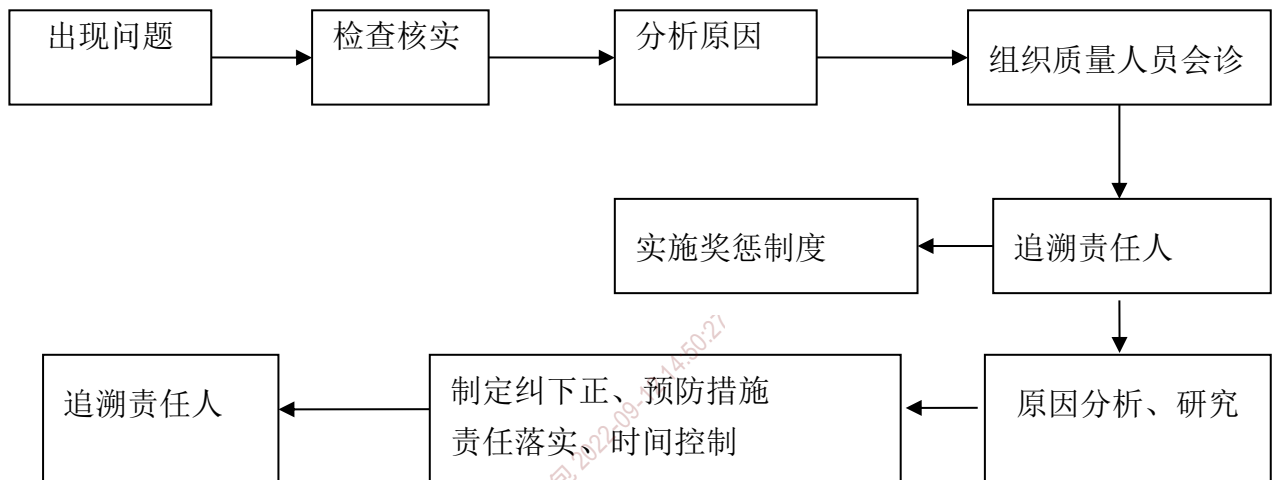 出现问题
检查核实
分析原因
组织质量人员会诊
实施奖惩制度
追溯责任人
追溯责任人
制定纠下正、预防措施
责任落实、时间控制
原因分析、研究